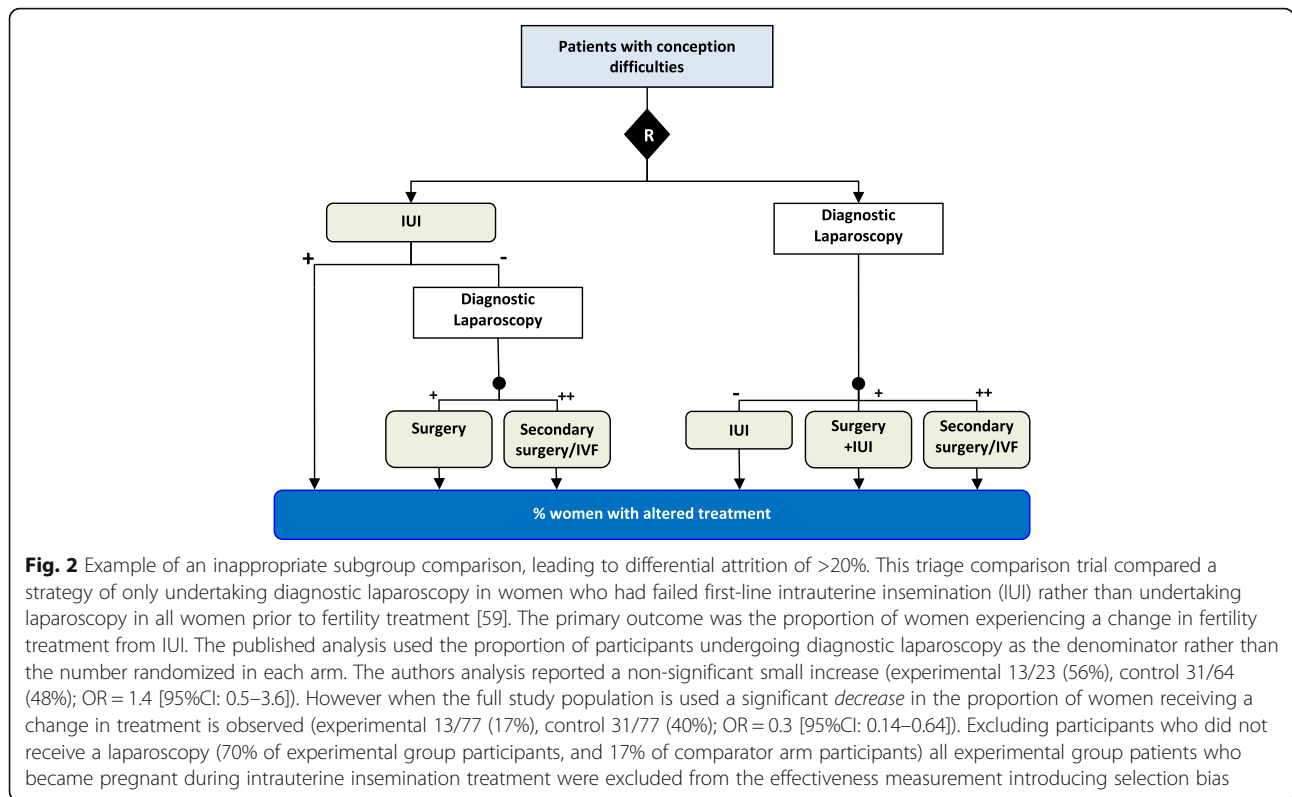 Patients with conception
difficulties
R
IUI
Diagnostic
Laparoscopy
+
-
Diagnostic
Laparoscopy
+
++
-
+
++
Surgery
Secondary
surgery/IVF
IUI
Surgery
+IUI
Secondary
surgery/IVF
% women with altered treatment
Fig. 2 Example of an inappropriate subgroup comparison, leading to differential attrition of >20%. This triage comparison trial compared a
strategy of only undertaking diagnostic laparoscopy in women who had failed first-line intrauterine insemination (IUI) rather than undertaking
laparoscopy in all women prior to fertility treatment [59]. The primary outcome was the proportion of women experiencing a change in fertility
treatment from IUI. The published analysis used the proportion of participants undergoing diagnostic laparoscopy as the denominator rather than
the number randomized in each arm. The authors analysis reported a non-significant small increase (experimental 13/23 (56%), control 31/64
(48%); OR = 1.4 [95%CI: 0.5–3.6]). However when the full study population is used a significant decrease in the proportion of women receiving a
change in treatment is observed (experimental 13/77 (17%), control 31/77 (40%); OR = 0.3 [95%CI: 0.14–0.64]). Excluding participants who did not
receive a laparoscopy (70% of experimental group participants, and 17% of comparator arm participants) all experimental group patients who
became pregnant during intrauterine insemination treatment were excluded from the effectiveness measurement introducing selection bias